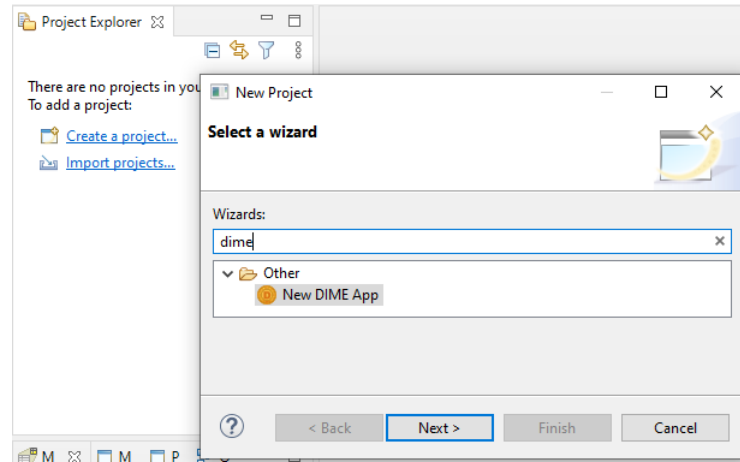 Project Explorer
There are no projects in you
To add a project:
Create a project...
Import projects...
New Project
Select a wizard
Wizards:
dime
Other
New DIME App
< Back
Next >
Finish
Cancel
M
M
P